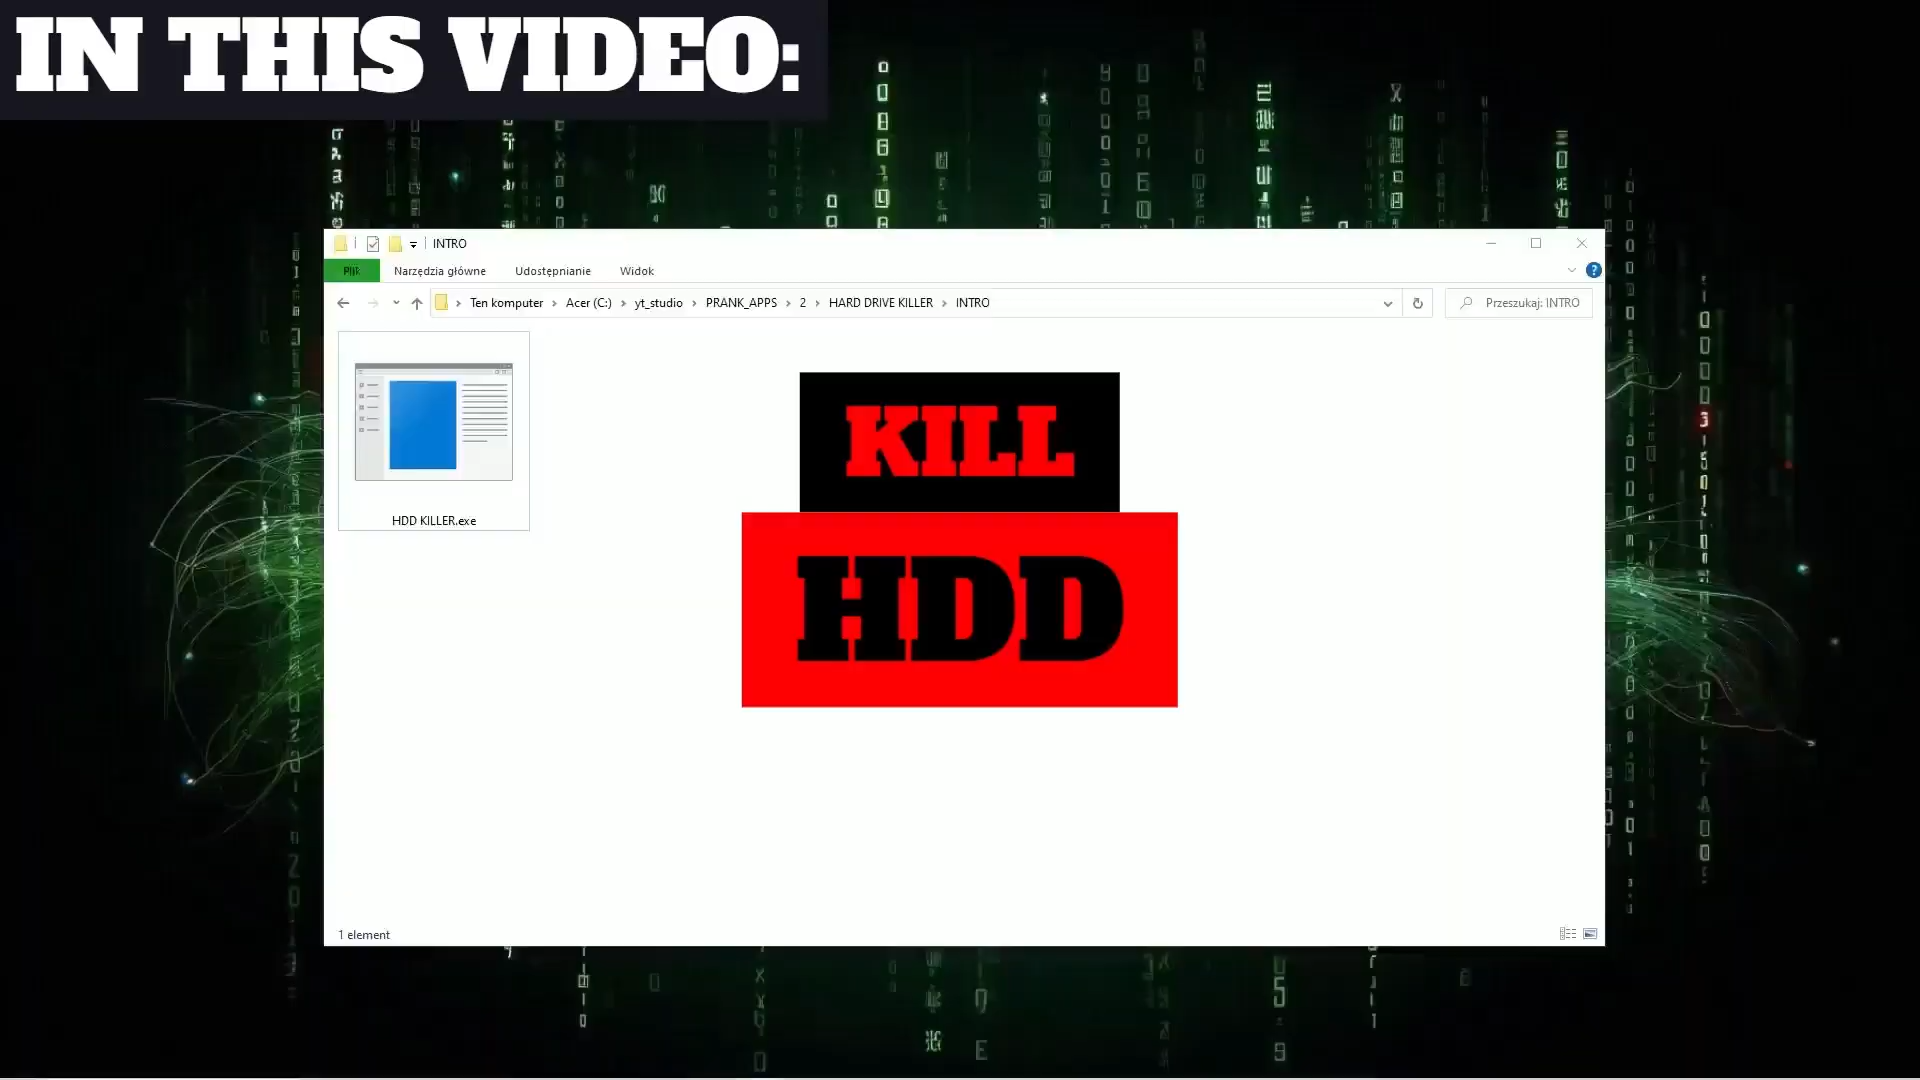 IN THIS VIDEO:
INTRO
Plik
Narzędzia główne
Udostępnianie
Widok
Ten komputer
Acer (C:)
yt_studio
PRANK_APPS
2
HARD DRIVE KILLER
INTRO
Przeszukaj: INTRO
KILL
HDD
HDD KILLER.exe
1 element